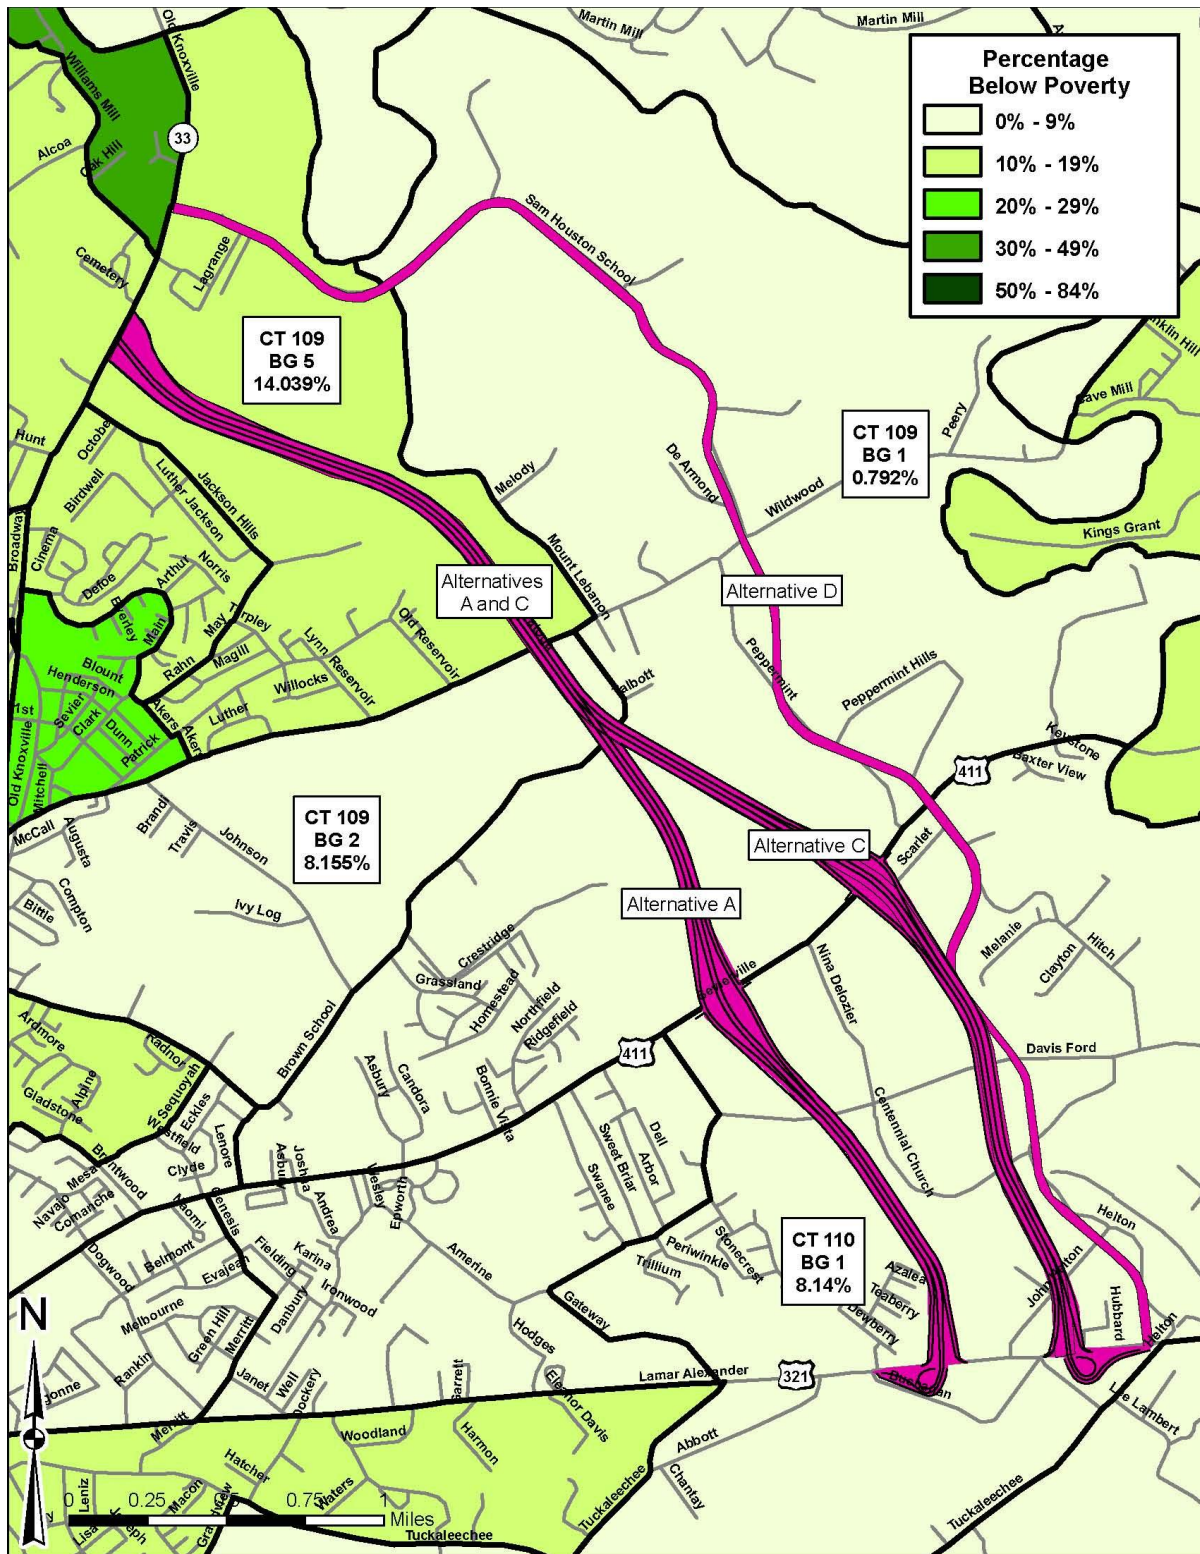 Percentage
Below Poverty
0% - 9%
10% - 19%
20% - 29%
30% - 49%
50% - 84%
Martin Mill
Martin Mill
Old Knoxville
Williams Mill
33
Alcoa
Oak Hill
Sam Houston School
Lagrange
Cemetery
CT 109
BG 5
14.039%
Peery
CT 109
BG 1
0.792%
Hunt
October
Birdwell
Luther Jackson
Jackson Hills
Melody
De Armond
Wildwood
Kings Grant
Broadway
Cinema
Defoe
Arthur
Norris
Mount Lebanon
Alternatives
A and C
Alternative D
Everley
Main
May
Tarpley
Old Reservoir
Lynn Reservoir
Rahn
Magill
Willocks
Blount
Henderson
Peppermint
Peppermint Hills
1st
Sevier
Clark
Dunn
Patrick
Akers
Akers
Luther
Old Knoxville
Mitchell
Keystone
Baxter View
411
McCall
Augusta
Brandi
Travis
Johnson
CT 109
BG 2
8.155%
Alternative C
Scarlet
Compton
Bittle
Ivy Log
Alternative A
Crestridge
Grassland
Homestead
Northfield
Ridgefield
Nina Delozier
Melanie
Clayton
Hitch
Ardmore
Radnor
Brown School
411
Davis Ford
Gladstone
Alpine
W Sequoyah
Eckles
Westfield
Lenore
Asbury
Candora
Bonnie Vista
Centennial Church
Dell
Arbor
Sweet Briar
Swanee
Clyde
Asbury
Joshua
Andrea
Wesley
Epworth
Brentwood
Mesa
Navajo
Comanche
Naomi
Genesis
Helton
Stonecrest
Periwinkle
Trillium
CT 110
BG 1
8.14%
Azalea
Teaberry
Dewberry
Hubbard
Helton
Dogwood
Belmont
Evajean
Fielding
Karina
Ironwood
Danbury
Amerine
Gateway
Melbourne
Green Hill
Merritt
Hodges
N
Rankin
Janet
Well
Dockery
Garrett
Eleanor Davis
Lamar Alexander
321
Lee Lambert
Merritt
Woodland
Harmon
Abbott
Hatcher
Chantay
Tuckaleechee
Leniz
Macon
Waters
Tuckaleechee
Tuckaleechee
Lisa
0 0.25 0.75 1
Miles